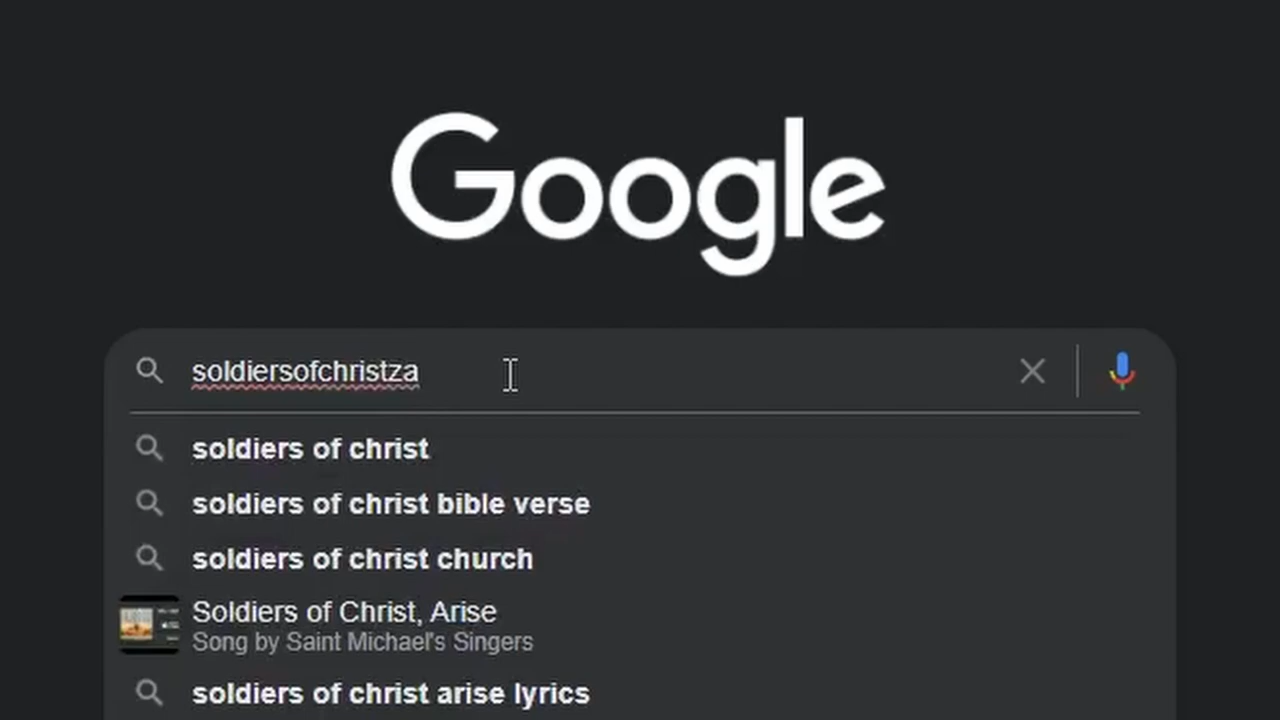 Google
soldiersofchristza
soldiers of christ
soldiers of christ bible verse
soldiers of christ church
Soldiers of Christ, Arise
Song by Saint Michael's Singers
soldiers of christ arise lyrics